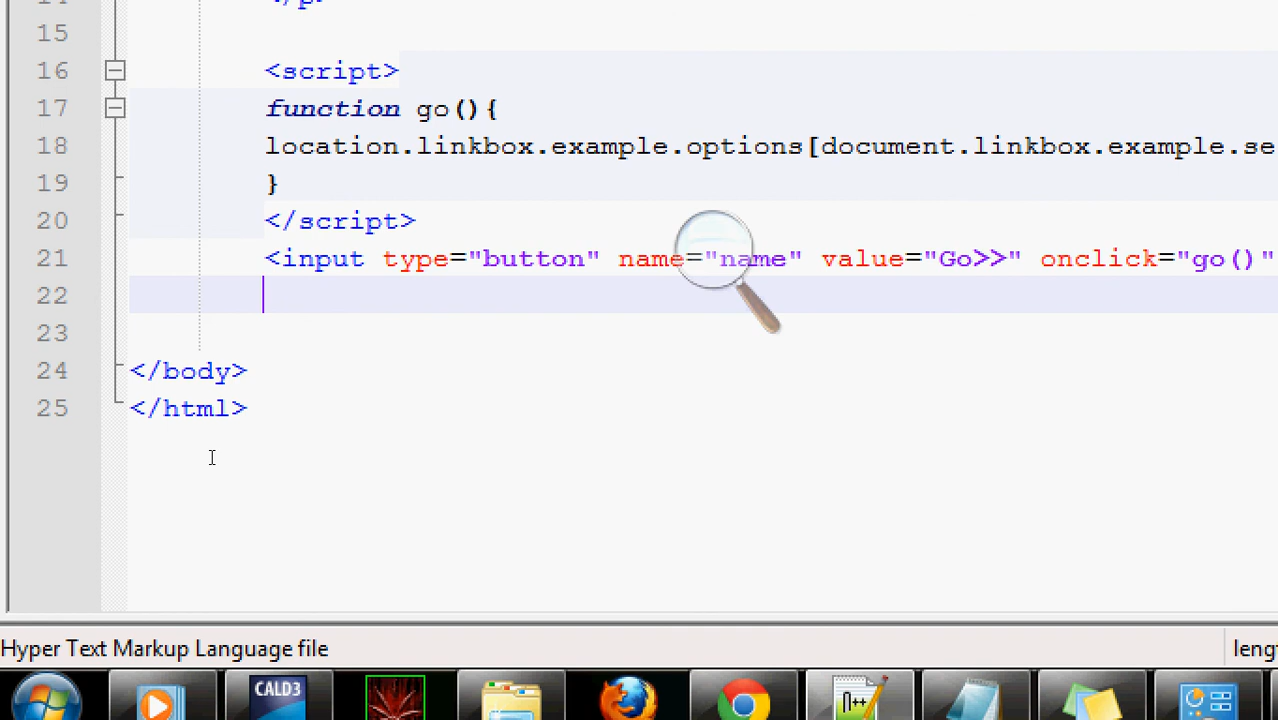 14 </p>
15
16 <script>
17 function go(){
18 location.linkbox.example.options[document.linkbox.example.se
19 }
20 </script>
21 <input type="button" name="name" value="Go>>" onclick="go()"
22
23
24 </body>
25 </html>
Hyper Text Markup Language file
leng
CALD3
n++